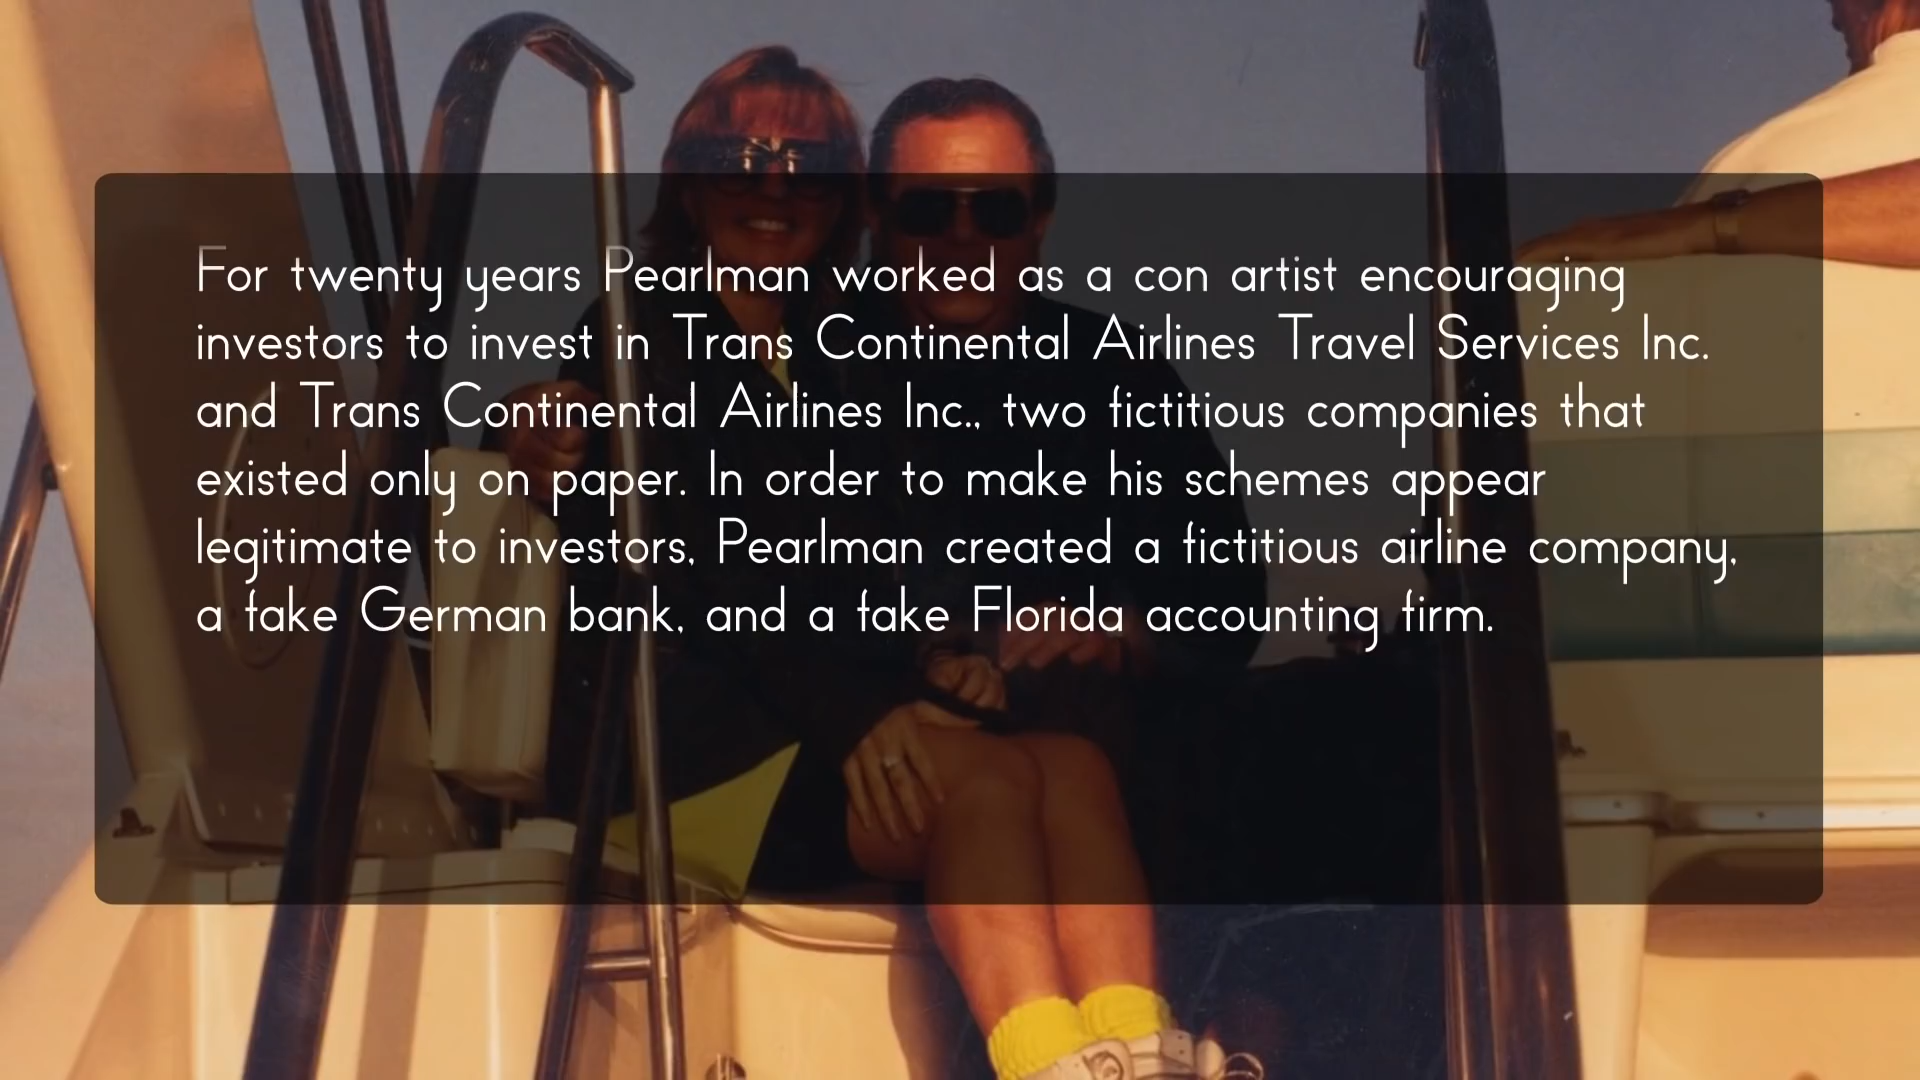 For twenty years Pearlman worked as a con artist encouraging
investors to invest in Trans Continental Airlines Travel Services Inc.
and Trans Continental Airlines Inc., two fictitious companies that
existed only on paper. In order to make his schemes appear
legitimate to investors, Pearlman created a fictitious airline company,
a fake German bank, and a fake Florida accounting firm.